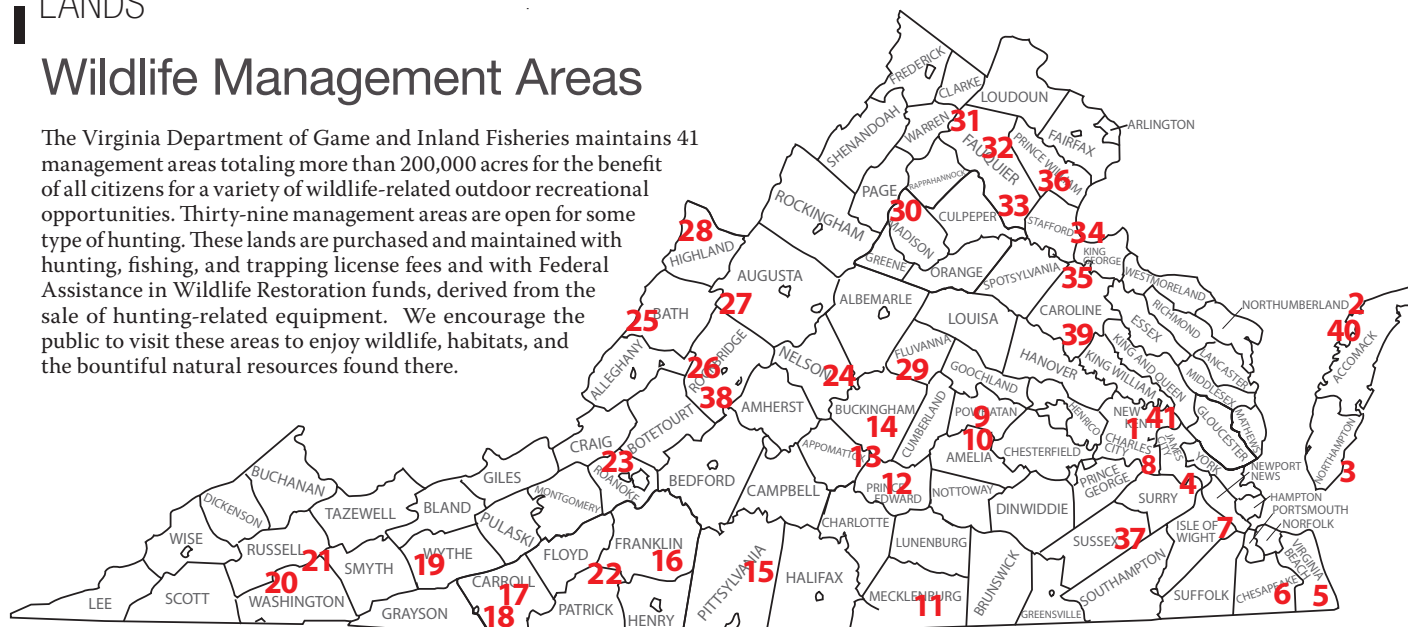 LANDS
Wildlife Management Areas
The Virginia Department of Game and Inland Fisheries maintains 41
management areas totaling more than 200,000 acres for the benefit
of all citizens for a variety of wildlife-related outdoor recreational
opportunities. Thirty-nine management areas are open for some
type of hunting. These lands are purchased and maintained with
hunting, fishing, and trapping license fees and with Federal
Assistance in Wildlife Restoration funds, derived from the
sale of hunting-related equipment. We encourage the
public to visit these areas to enjoy wildlife, habitats, and
the bountiful natural resources found there.
FREDERICK
CLARKE
LOUDOUN
SHENANDOAH
WARREN
31
FAIRFAX
ARLINGTON
32
FAUQUIER
PRINCE WILLIAM
36
PAGE
RAPPAHANNOCK
ROCKINGHAM
30
MADISON
CULPEPER
33
STAFFORD
34
28
HIGHLAND
GREENE
ORANGE
KING
GEORGE
AUGUSTA
SPOTSYLVANIA
35
WESTMORELAND
27
ALBEMARLE
CAROLINE
RICHMOND
NORTHUMBERLAND
2
25
BATH
LOUISA
ESSEX
40
ACCOMACK
39
ALLEGHANY
26
ROCKBRIDGE
38
NELSON
24
FLUVANNA
29
HANOVER
KING WILLIAM
KING AND QUEEN
LANCASTER
MIDDLESEX
GOOCHLAND
AMHERST
BUCKINGHAM
14
CUMBERLAND
POWHATAN
9
10
AMELIA
HENRICO
NEW
KENT
41
1
CHARLES
CITY
JAMES
CITY
GLOUCESTER
MATHEWS
NORTHAMPTON
3
CRAIG
BOTETOURT
23
ROANOKE
APPOMATTOX
13
CHESTERFIELD
8
YORK
NEWPORT
NEWS
BUCHANAN
GILES
MONTGOMERY
BEDFORD
CAMPBELL
12
PRINCE
EDWARD
NOTTOWAY
PRINCE
GEORGE
4
SURRY
HAMPTON
PORTSMOUTH
NORFOLK
DICKENSON
TAZEWELL
BLAND
PULASKI
CHARLOTTE
DINWIDDIE
ISLE OF
WIGHT
7
WISE
RUSSELL
21
SMYTH
WYTHE
19
FLOYD
FRANKLIN
16
LUNENBURG
SUSSEX
37
VIRGINIA
BEACH
20
CARROLL
17
18
22
PITTSYLVANIA
15
HALIFAX
MECKLENBURG
11
BRUNSWICK
SOUTHAMPTON
SUFFOLK
CHESAPEAKE
6
5
LEE
SCOTT
WASHINGTON
GRAYSON
PATRICK
HENRY
GREENSVILLE